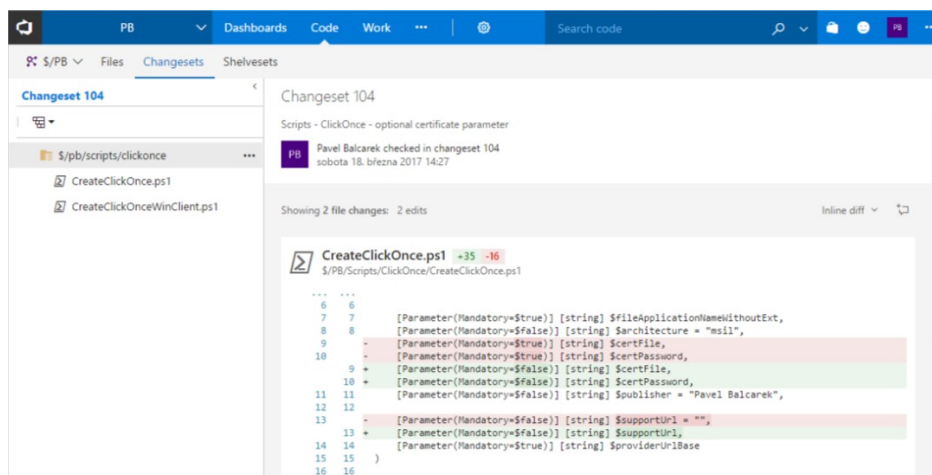 PB Dashboards Code Work ... Search code PB ...
$/PB Files Changesets Shelvesets
Changeset 104
$/pb/scripts/clickonce ...
CreateClickOnce.ps1
CreateClickOnceWinClient.ps1
Changeset 104
Scripts - ClickOnce - optional certificate parameter
PB
Pavel Balcarek checked in changeset 104
sobota 18. března 2017 14:27
Showing 2 file changes: 2 edits Inline diff
CreateClickOnce.ps1 +35 -16
$/PB/Scripts/ClickOnce/CreateClickOnce.ps1
... ...
6 6
7 7 [Parameter(Mandatory=$true)] [string] $fileApplicationNameWithoutExt,
8 8 [Parameter(Mandatory=$false)] [string] $architecture = "msil",
9 - [Parameter(Mandatory=$true)] [string] $certFile,
10 - [Parameter(Mandatory=$true)] [string] $certPassword,
9 + [Parameter(Mandatory=$false)] [string] $certFile,
10 + [Parameter(Mandatory=$false)] [string] $certPassword,
11 11 [Parameter(Mandatory=$false)] [string] $publisher = "Pavel Balcarek",
12 12
13 - [Parameter(Mandatory=$false)] [string] $supportUrl = "",
13 + [Parameter(Mandatory=$false)] [string] $supportUrl,
14 14 [Parameter(Mandatory=$true)] [string] $providerUrlBase
15 15 )
16 16